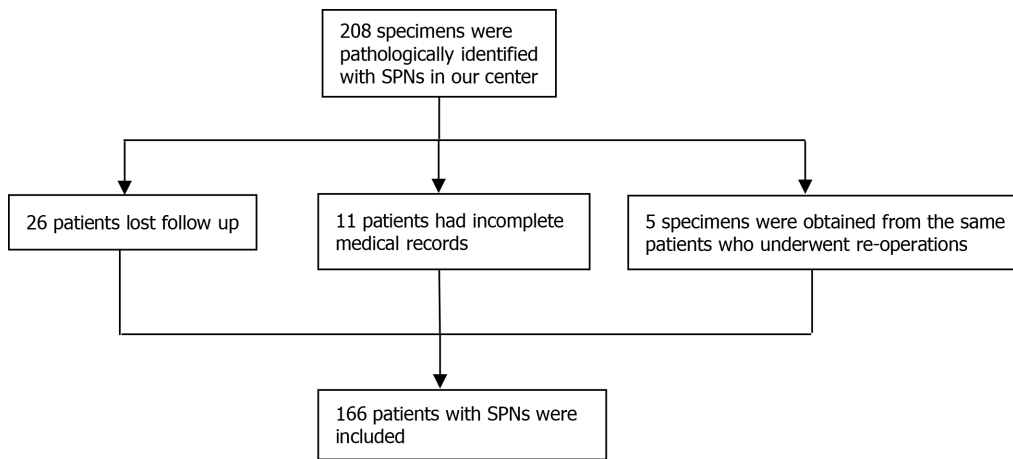 208 specimens were
pathologically identified
with SPNs in our center
26 patients lost follow up
11 patients had incomplete
medical records
5 specimens were obtained from the same
patients who underwent re-operations
166 patients with SPNs were
included